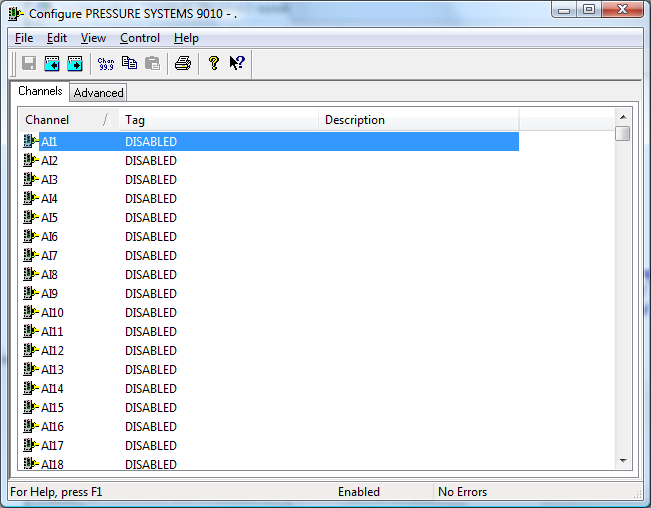 Configure PRESSURE SYSTEMS 9010 - .
File Edit View Control Help
Chan 99.9
Channels Advanced
Channel / Tag Description
AI1 DISABLED
AI2 DISABLED
AI3 DISABLED
AI4 DISABLED
AI5 DISABLED
AI6 DISABLED
AI7 DISABLED
AI8 DISABLED
AI9 DISABLED
AI10 DISABLED
AI11 DISABLED
AI12 DISABLED
AI13 DISABLED
AI14 DISABLED
AI15 DISABLED
AI16 DISABLED
AI17 DISABLED
AI18 DISABLED
For Help, press F1 Enabled No Errors